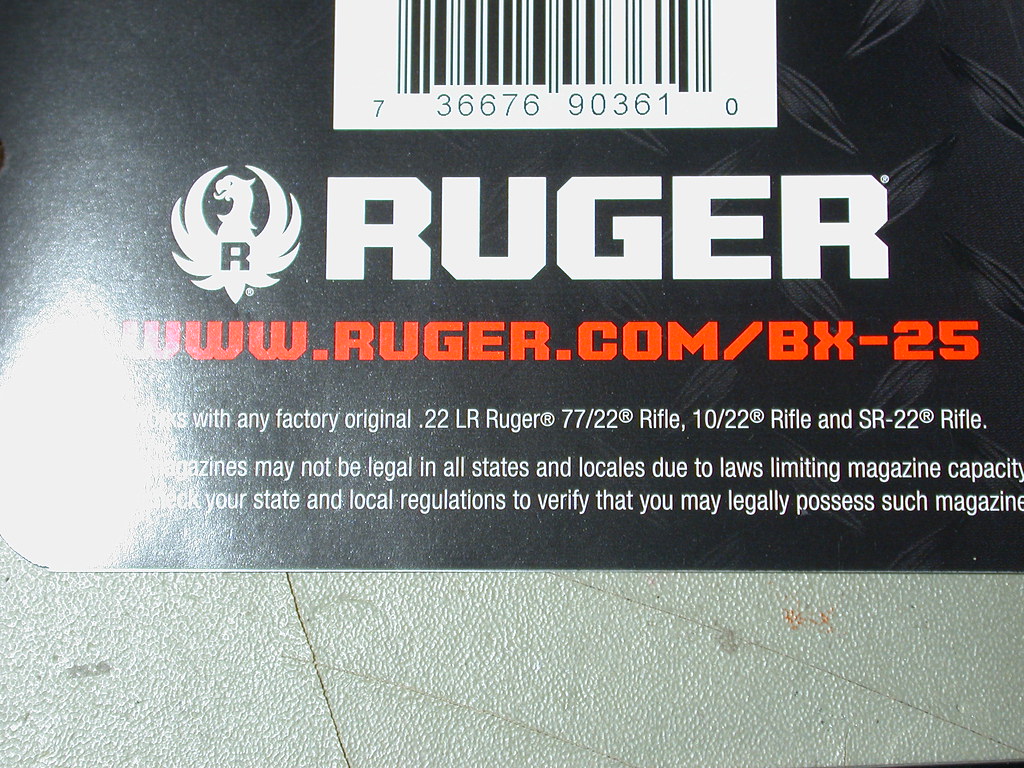 7 36676 90361 0
RUGER®
R®
WWW.RUGER.COM/BX-25
with any factory original .22 LR Ruger® 77/22® Rifle, 10/22® Rifle and SR-22® Rifle.
may not be legal in all states and locales due to laws limiting magazine capacity
your state and local regulations to verify that you may legally possess such magazine